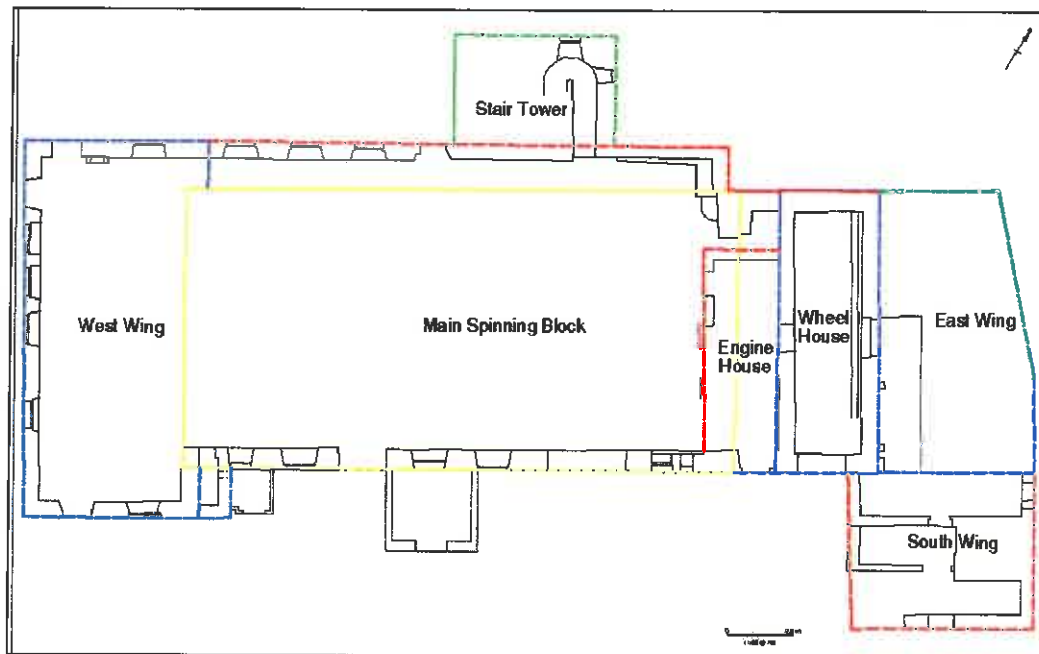 Stair Tower
West Wing
Main Spinning Block
Engine
House
Wheel
House
East Wing
South Wing